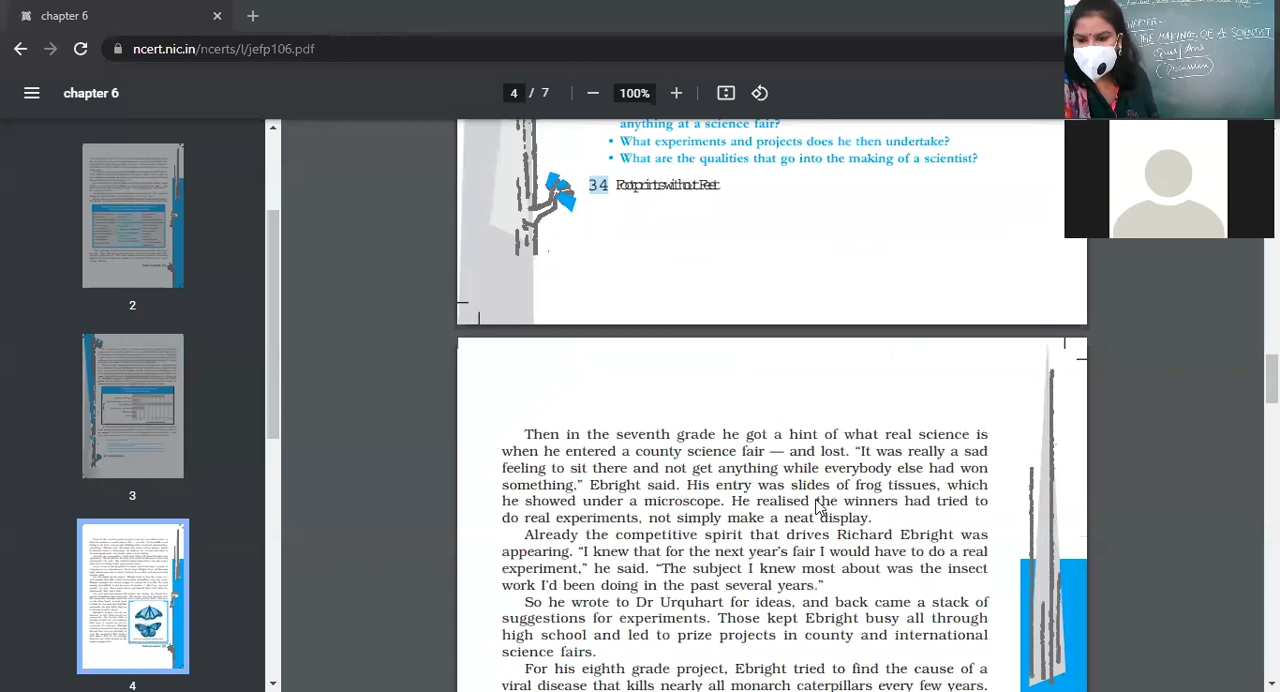 chapter 6
ncert.nic.in/ncerts/l/jefp106.pdf
CHAPTER-
THE MAKING OF A SCIENTIST
Ques/Ans
(Discussion)
chapter 6
4 / 7
100%
2
3
4
anything at a science fair?
• What experiments and projects does he then undertake?
• What are the qualities that go into the making of a scientist?
34 Footprints without Feet
Then in the seventh grade he got a hint of what real science is
when he entered a county science fair — and lost. “It was really a sad
feeling to sit there and not get anything while everybody else had won
something,” Ebright said. His entry was slides of frog tissues, which
he showed under a microscope. He realised the winners had tried to
do real experiments, not simply make a neat display.
Already the competitive spirit that drives Richard Ebright was
appearing. “I knew that for the next year’s fair I would have to do a real
experiment,” he said. “The subject I knew most about was the insect
work I’d been doing in the past several years.”
So he wrote to Dr Urquhart for ideas, and back came a stack of
suggestions for experiments. Those kept Ebright busy all through
high school and led to prize projects in county and international
science fairs.
For his eighth grade project, Ebright tried to find the cause of a
viral disease that kills nearly all monarch caterpillars every few years.